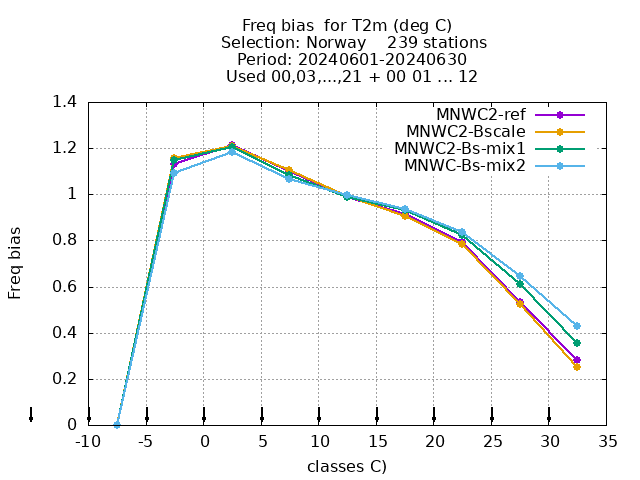 Freq bias  for T2m (deg C)
Selection: Norway    239 stations
Period: 20240601-20240630
Used 00,03,...,21 + 00 01 ... 12
MNWC2-ref
MNWC2-Bscale
MNWC2-Bs-mix1
MNWC-Bs-mix2
1.4
1.2
1
0.8
0.6
0.4
0.2
0
Freq bias
-10 -5 0 5 10 15 20 25 30 35
classes C)